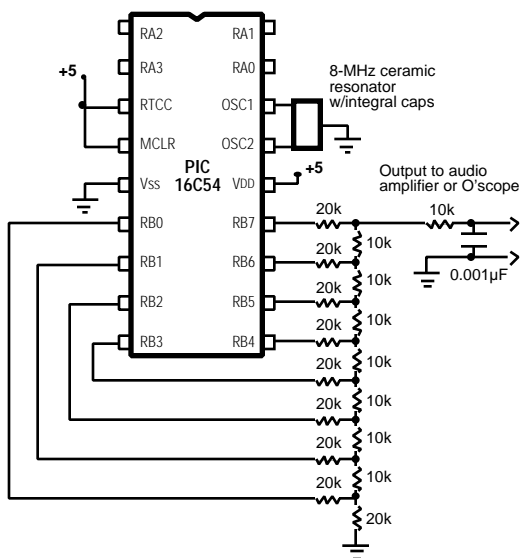 RA2
RA1
+5
RA3
RA0
8-MHz ceramic
resonator
w/integral caps
RTCC
OSC1
MCLR
OSC2
PIC
16C54
+5
Vss
VDD
Output to audio
amplifier or O'scope
RB0
RB7
20k
10k
10k
RB1
RB6
20k
10k
0.001µF
RB2
RB5
20k
10k
RB3
RB4
20k
10k
20k
10k
20k
10k
20k
10k
20k
20k